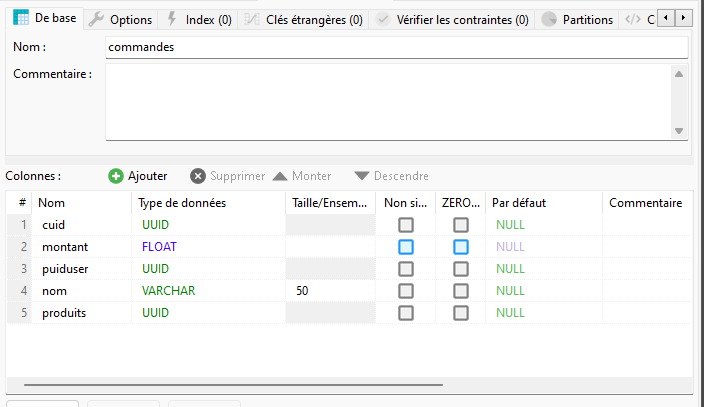 De base Options Index (0) Clés étrangères (0) Vérifier les contraintes (0) Partitions </> C
Nom : commandes
Commentaire :
Colonnes : Ajouter Supprimer Monter Descendre
# Nom Type de données Taille/Ensem... Non si... ZERO... Par défaut Commentaire
1 cuid UUID NULL
2 montant FLOAT NULL
3 puiduser UUID NULL
4 nom VARCHAR 50 NULL
5 produits UUID NULL